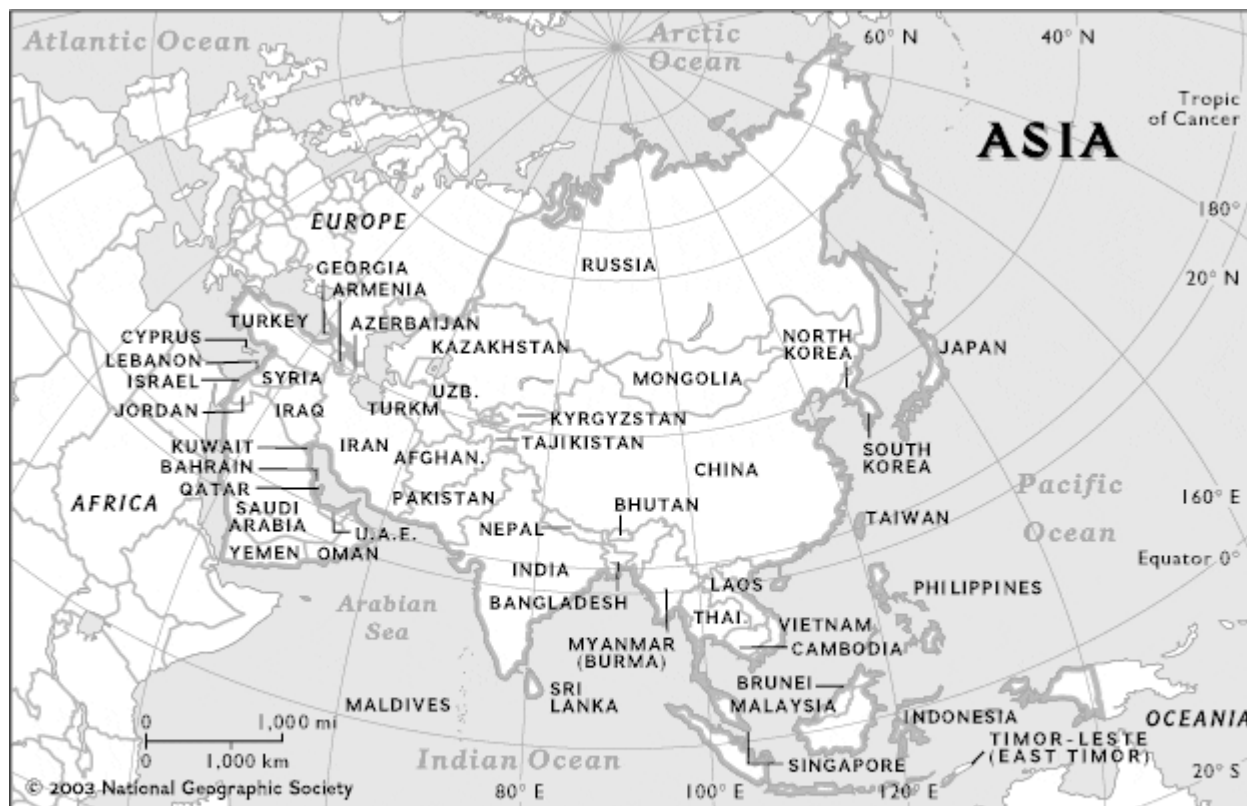 Atlantic Ocean
Arctic
Ocean
60° N
40° N
Tropic
of Cancer
ASIA
180°
20° N
EUROPE
RUSSIA
GEORGIA
ARMENIA
TURKEY
AZERBAIJAN
CYPRUS
LEBANON
ISRAEL
JORDAN
SYRIA
IRAQ
KAZAKHSTAN
UZB.
TURKM
NORTH
KOREA
JAPAN
MONGOLIA
KYRGYZSTAN
TAJIKISTAN
KUWAIT
BAHRAIN
QATAR
IRAN
AFGHAN.
SOUTH
KOREA
CHINA
AFRICA
SAUDI
ARABIA
PAKISTAN
BHUTAN
NEPAL
U.A.E.
YEMEN
OMAN
TAIWAN
Pacific
Ocean
160° E
Equator 0°
INDIA
BANGLADESH
LAOS
THAI.
PHILIPPINES
Arabian
Sea
VIETNAM
CAMBODIA
MYANMAR
(BURMA)
BRUNEI
MALAYSIA
SRI
LANKA
MALDIVES
INDONESIA
OCEANIA
TIMOR-LESTE
(EAST TIMOR)
SINGAPORE
0 1,000 mi
0 1,000 km
Indian Ocean
20° S
© 2003 National Geographic Society
80° E
100° E
120° E